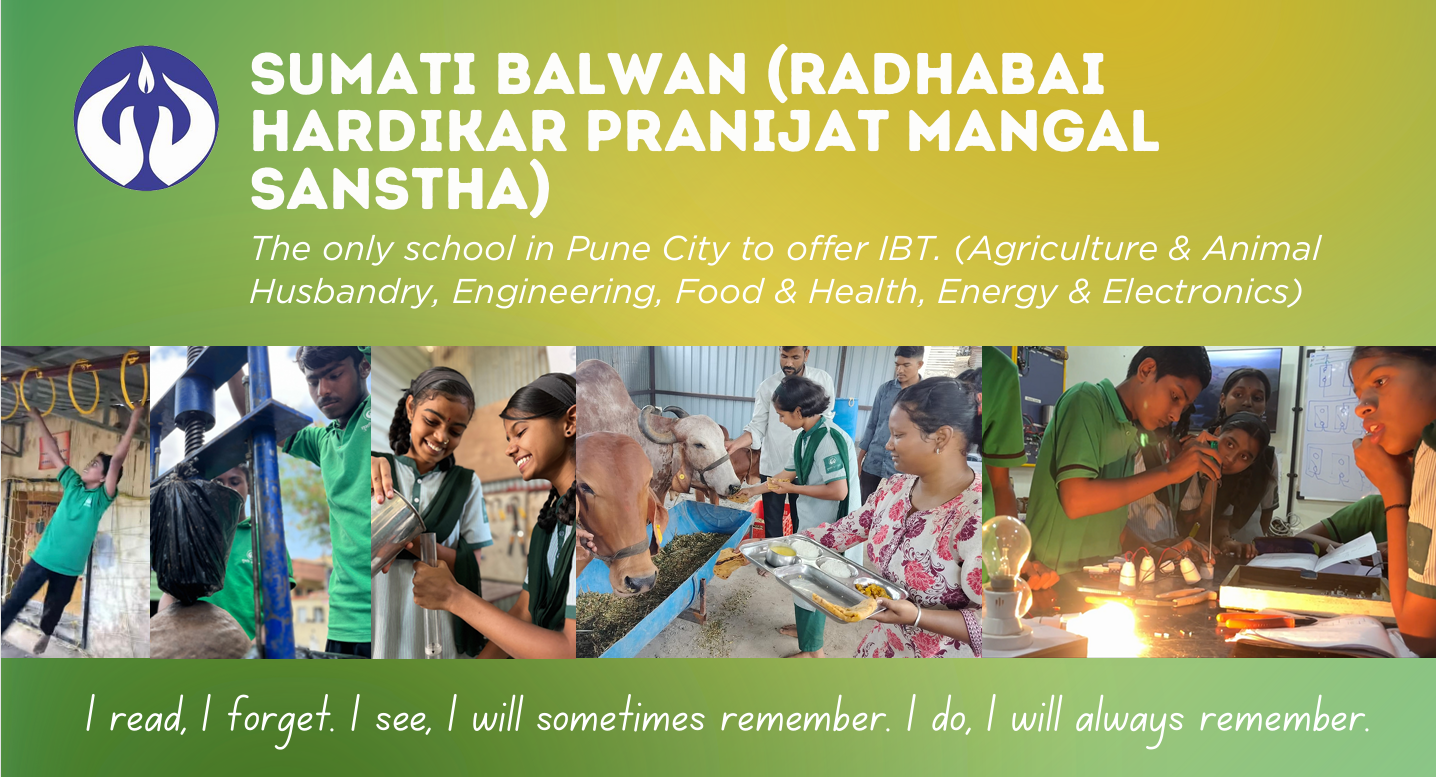 SUMATI BALWAN (RADHABAI
HARDIKAR PRANIJAT MANGAL
SANSTHA)
The only school in Pune City to offer IBT. (Agriculture & Animal
Husbandry, Engineering, Food & Health, Energy & Electronics)
I read, I forget. I see, I will sometimes remember. I do, I will always remember.